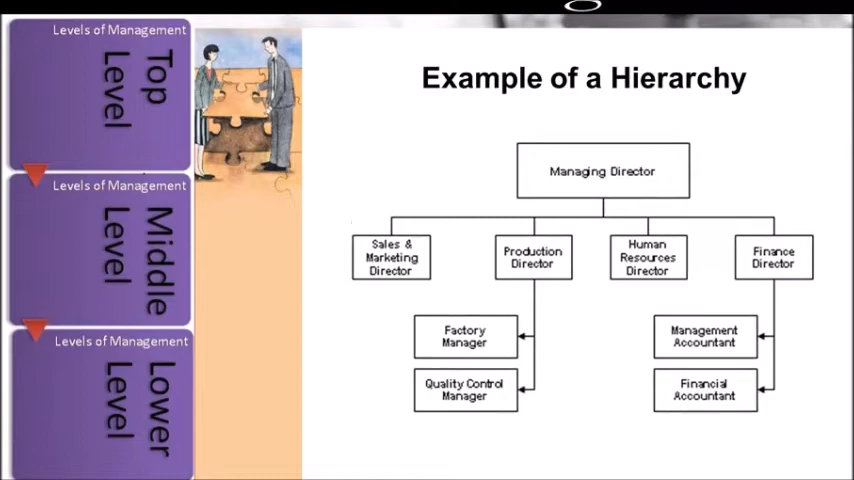 Levels of Management
Top
Level
Levels of Management
Middle
Level
Levels of Management
Lower
Level
Example of a Hierarchy
Managing Director
Sales &
Marketing
Director
Production
Director
Human
Resources
Director
Finance
Director
Factory
Manager
Management
Accountant
Quality Control
Manager
Financial
Accountant